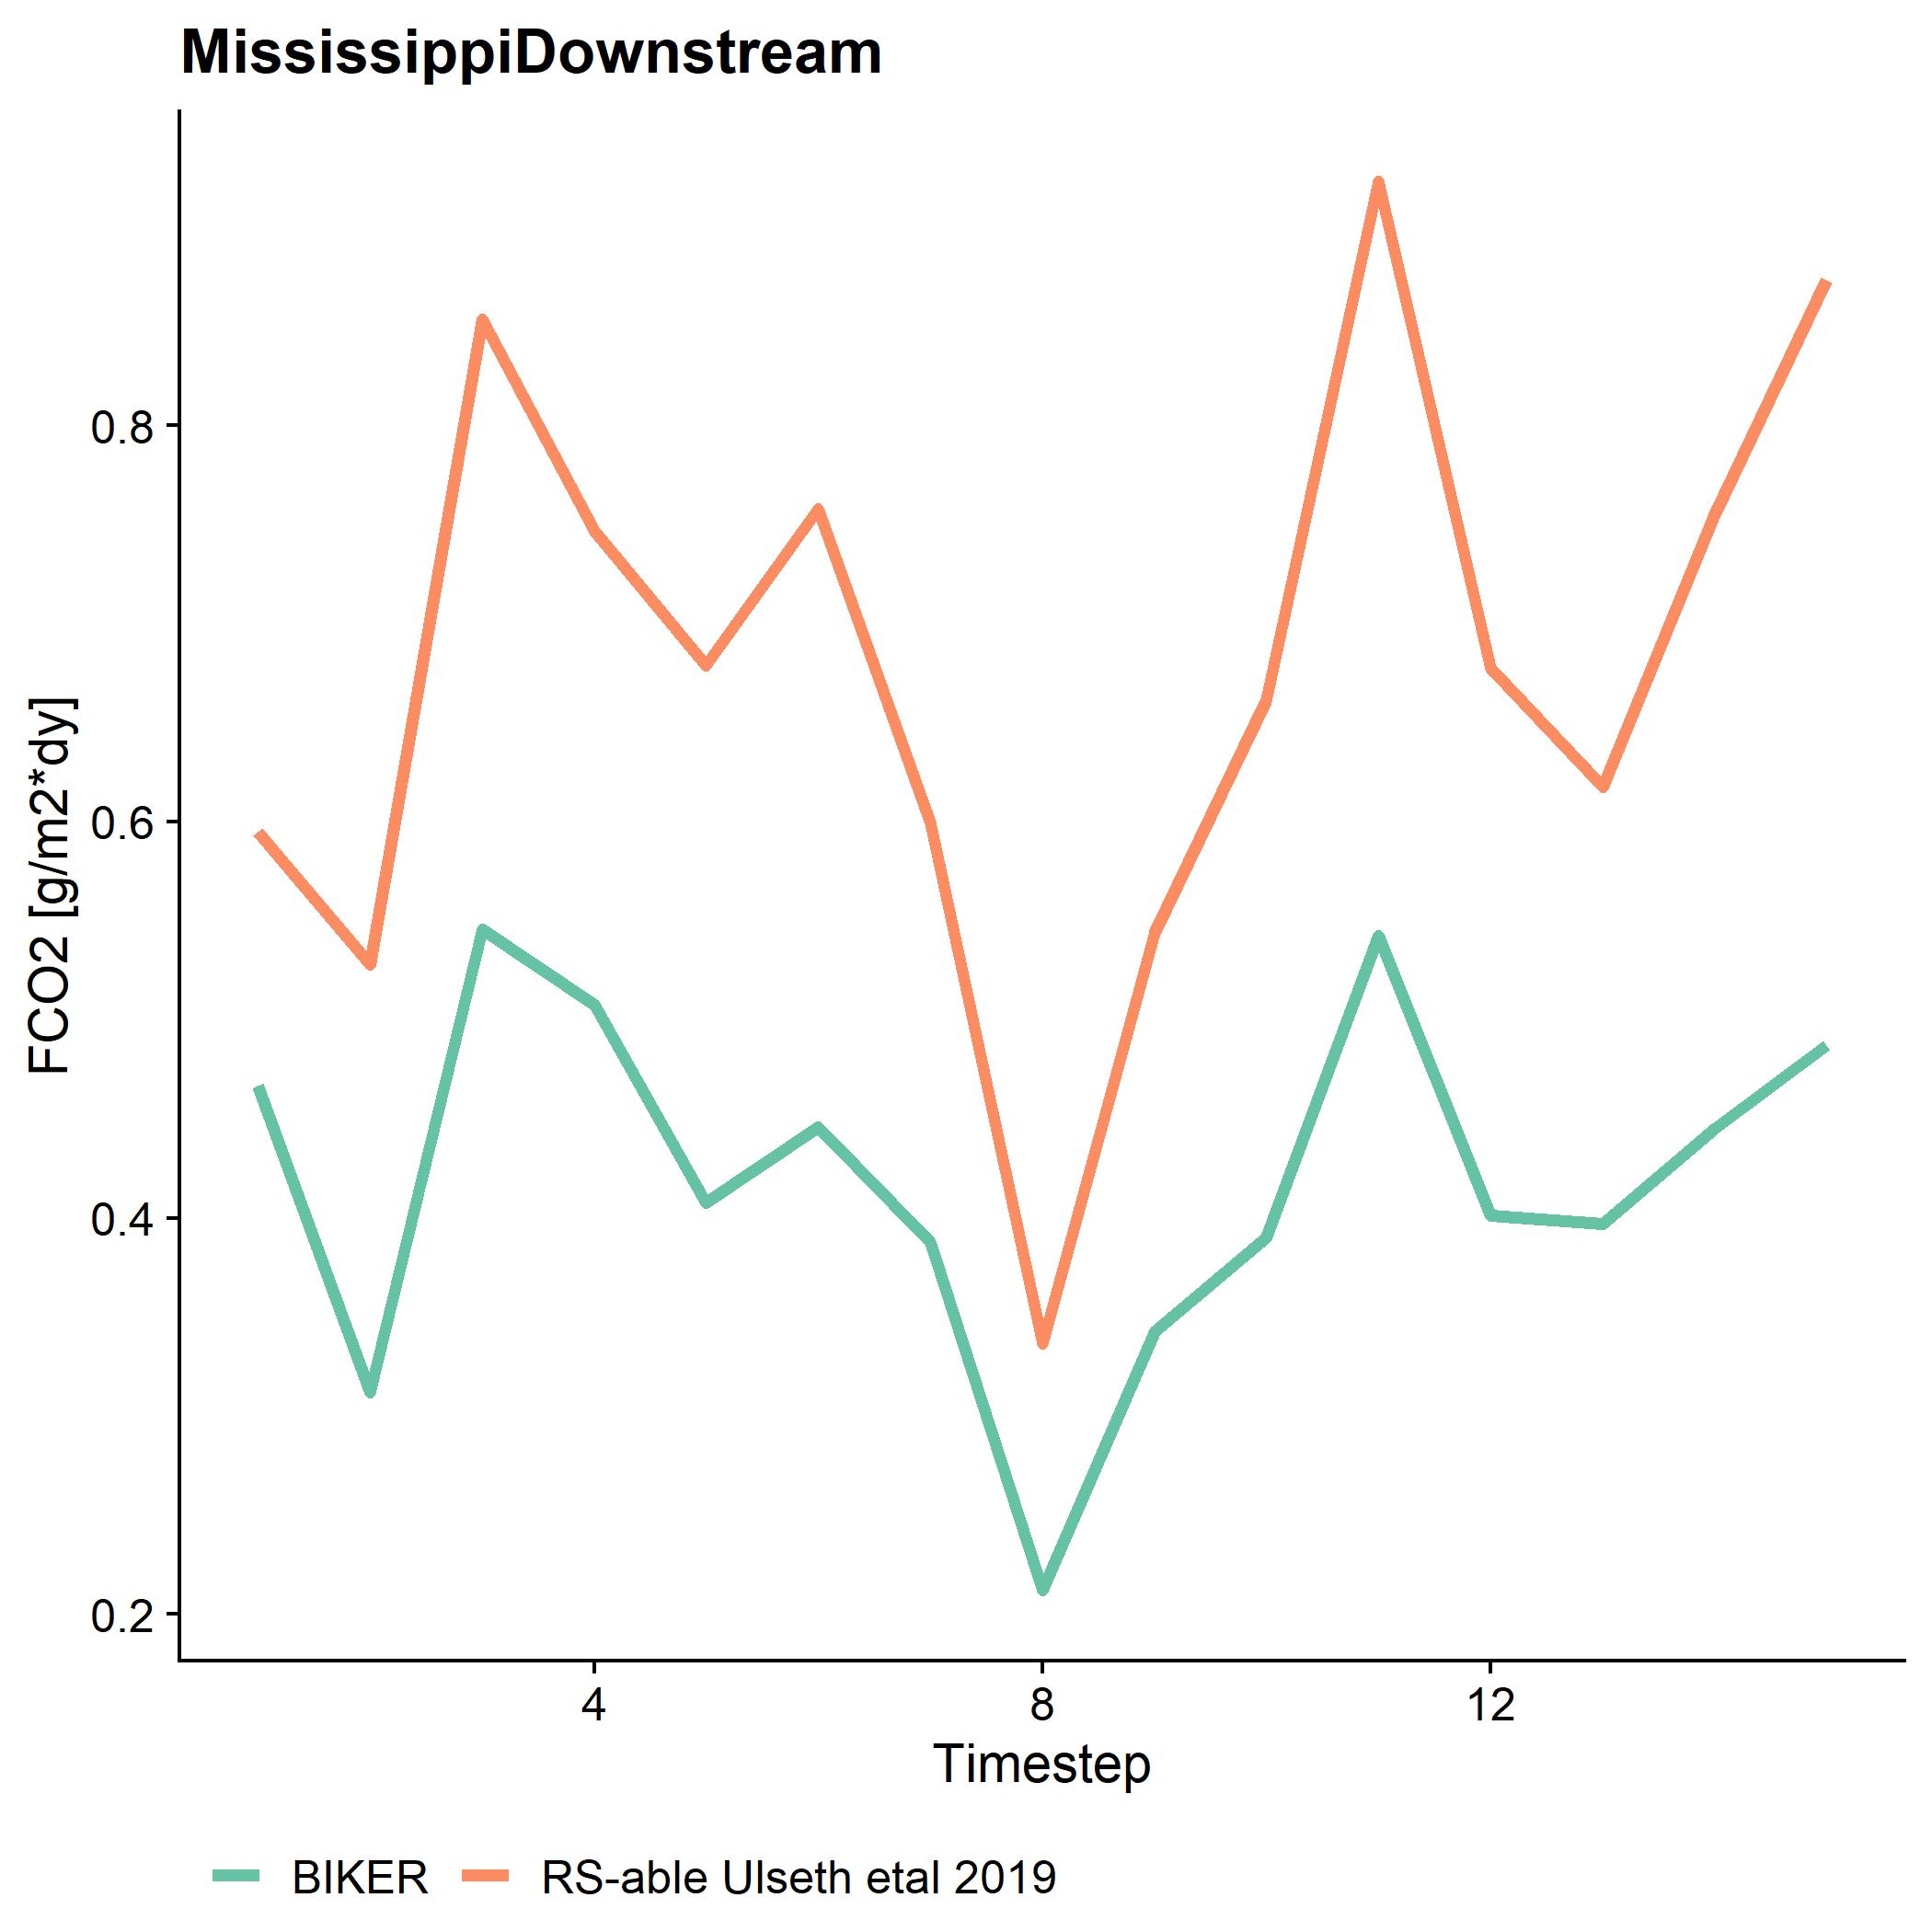 MississippiDownstream
FCO2 [g/m2*dy]
0.8
0.6
0.4
0.2
4 8 12
Timestep
BIKER RS-able Ulseth etal 2019